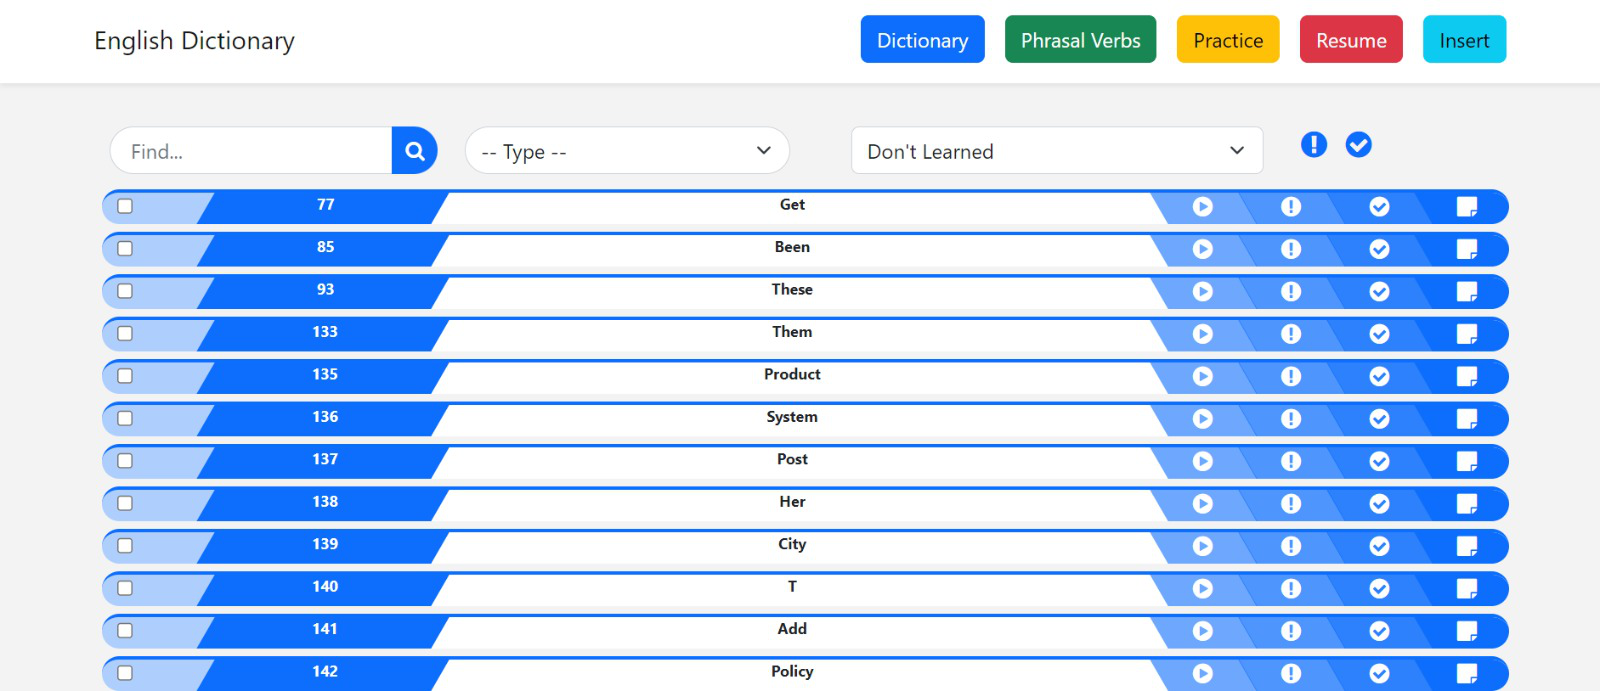 English Dictionary Dictionary Phrasal Verbs Practice Resume Insert
Find... -- Type -- Don't Learned
77 Get
85 Been
93 These
133 Them
135 Product
136 System
137 Post
138 Her
139 City
140 T
141 Add
142 Policy